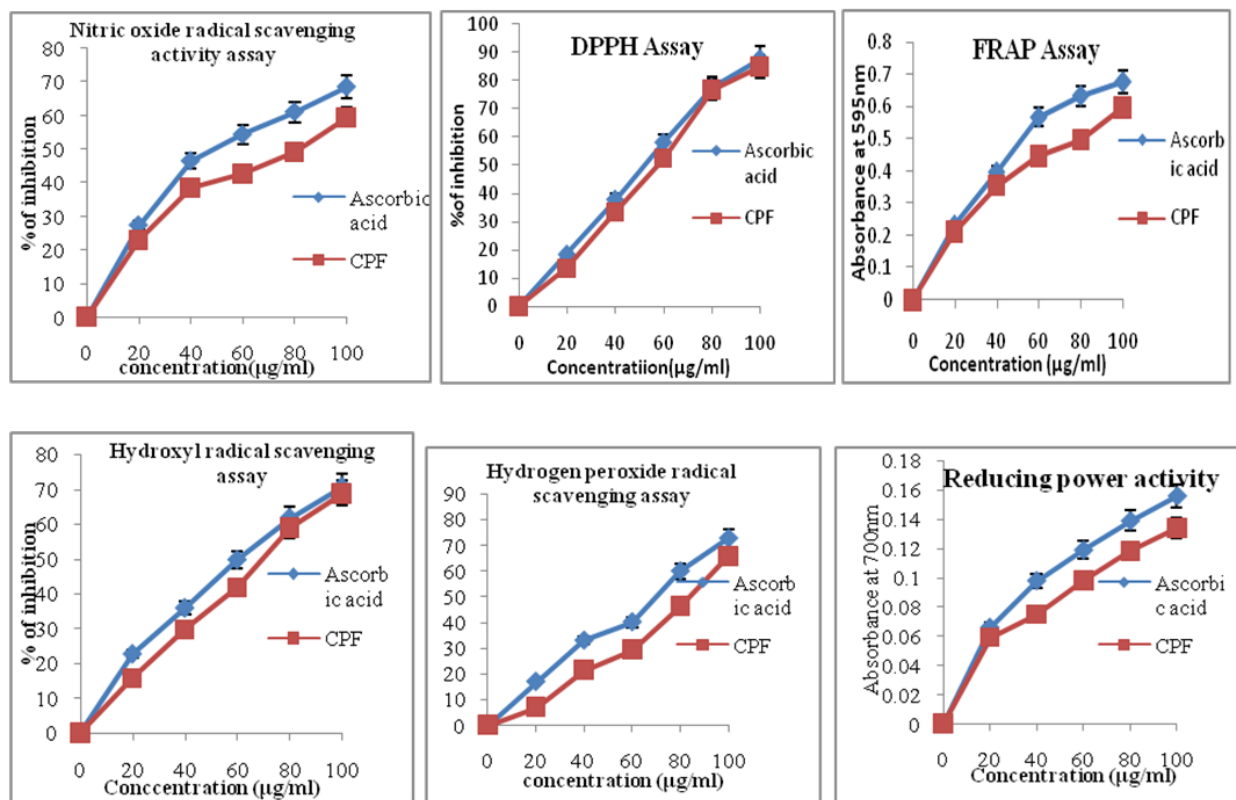 Nitric oxide radical scavenging
activity assay
80
70
60
50
40
30
20
10
0
% of inhibition
Ascorbic
acid
CPF
0 20 40 60 80 100
concentration(µg/ml)
DPPH Assay
100
90
80
70
60
50
40
30
20
10
0
%of inhibition
Ascorbic
acid
CPF
0 20 40 60 80 100
Concentratiion(µg/ml)
FRAP Assay
0.8
0.7
0.6
0.5
0.4
0.3
0.2
0.1
0
Absorbance at 595nm
Ascorb
ic acid
CPF
0 20 40 60 80 100
Concentration(µg/ml)
Hydroxyl radical scavenging
assay
80
70
60
50
40
30
20
10
0
% of inhibition
Ascorb
ic acid
CPF
0 20 40 60 80 100
Conccentration (µg/ml)
Hydrogen peroxide radical
scavenging assay
90
80
70
60
50
40
30
20
10
0
Ascorb
ic acid
CPF
0 20 40 60 80 100
concentration (µg/ml)
Reducing power activity
0.18
0.16
0.14
0.12
0.1
0.08
0.06
0.04
0.02
0
Absorbance at 700nm
Ascorbi
c acid
CPF
0 20 40 60 80 100
Concentration (µg/ml)